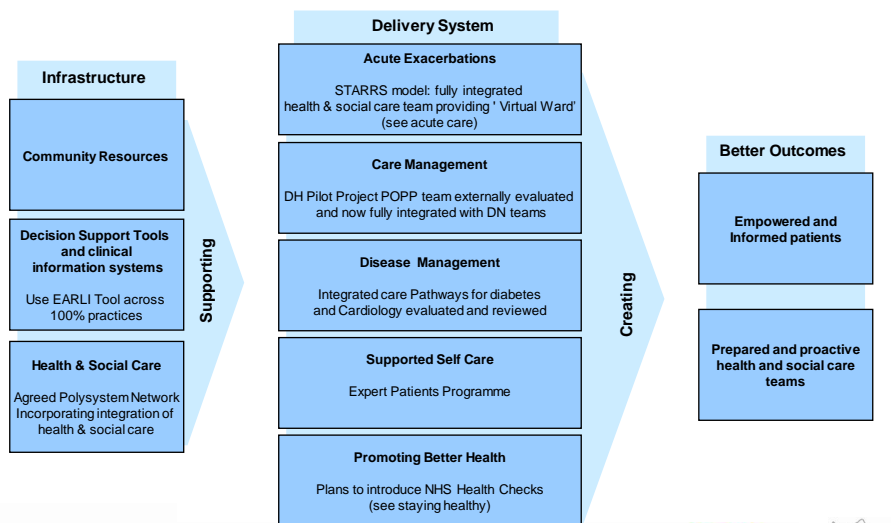 Infrastructure
Community Resources
Decision Support Tools
and clinical
information systems
Use EARLI Tool across
100% practices
Health & Social Care
Agreed Polysystem Network
Incorporating integration of
health & social care
Supporting
Delivery System
Acute Exacerbations
STARRS model: fully integrated
health & social care team providing ' Virtual Ward'
(see acute care)
Care Management
DH Pilot Project POPP team externally evaluated
and now fully integrated with DN teams
Disease Management
Integrated care Pathways for diabetes
and Cardiology evaluated and reviewed
Supported Self Care
Expert Patients Programme
Promoting Better Health
Plans to introduce NHS Health Checks
(see staying healthy)
Creating
Better Outcomes
Empowered and
Informed patients
Prepared and proactive
health and social care
teams